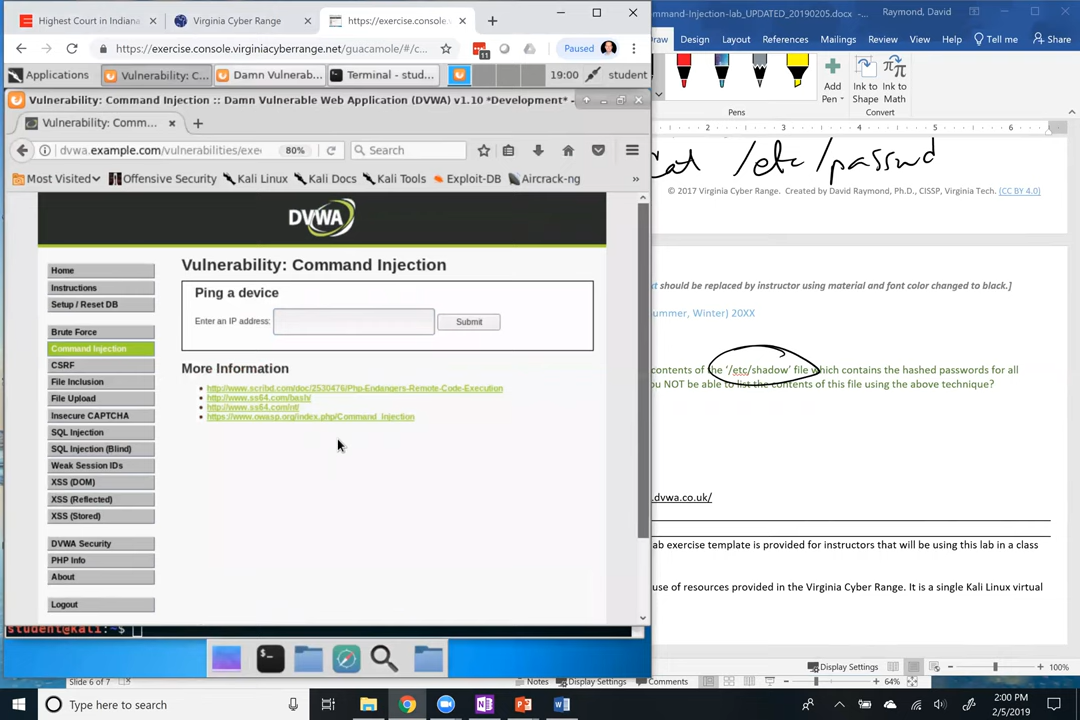 Highest Court in Indiana
Virginia Cyber Range
https://exercise.console.v
ommand-Injection-lab_UPDATED_20190205.docx -...
Raymond, David
https://exercise.console.virginiacyberrange.net/guacamole/#/c...
11
Paused
raw
Design
Layout
References
Mailings
Review
View
Help
Tell me
Share
Applications
Vulnerability: C...
Damn Vulnerab...
Terminal - stud...
19:00
student
Add
Pen
Ink to
Shape
Ink to
Math
Pens
Convert
Vulnerability: Command Injection :: Damn Vulnerable Web Application (DVWA) v1.10 *Development* -
Vulnerability: Comm...
2
3
4
5
6
dvwa.example.com/vulnerabilities/exe
80%
Search
Cat /etc/passwd
Most Visited
Offensive Security
Kali Linux
Kali Docs
Kali Tools
Exploit-DB
Aircrack-ng
»
© 2017 Virginia Cyber Range. Created by David Raymond, Ph.D., CISSP, Virginia Tech. (CC BY 4.0)
DVWA
Vulnerability: Command Injection
Ping a device
Enter an IP address:
Submit
More Information
http://www.scribd.com/doc/2530476/Php-Endangers-Remote-Code-Execution
http://www.ss64.com/bash/
http://www.ss64.com/nt/
https://www.owasp.org/index.php/Command_Injection
Home
Instructions
Setup / Reset DB
Brute Force
Command Injection
CSRF
File Inclusion
File Upload
Insecure CAPTCHA
SQL Injection
SQL Injection (Blind)
Weak Session IDs
XSS (DOM)
XSS (Reflected)
XSS (Stored)
DVWA Security
PHP Info
About
Logout
xt should be replaced by instructor using material and font color changed to black.]
ummer, Winter) 20XX
contents of the '/etc/shadow' file which contains the hashed passwords for all
ou NOT be able to list the contents of this file using the above technique?
.dvwa.co.uk/
ab exercise template is provided for instructors that will be using this lab in a class
use of resources provided in the Virginia Cyber Range. It is a single Kali Linux virtual
student@kali:~$
Display Settings
100%
Slide 6 of 7
Notes
Display Settings
Comments
64%
Type here to search
2:00 PM
2/5/2019